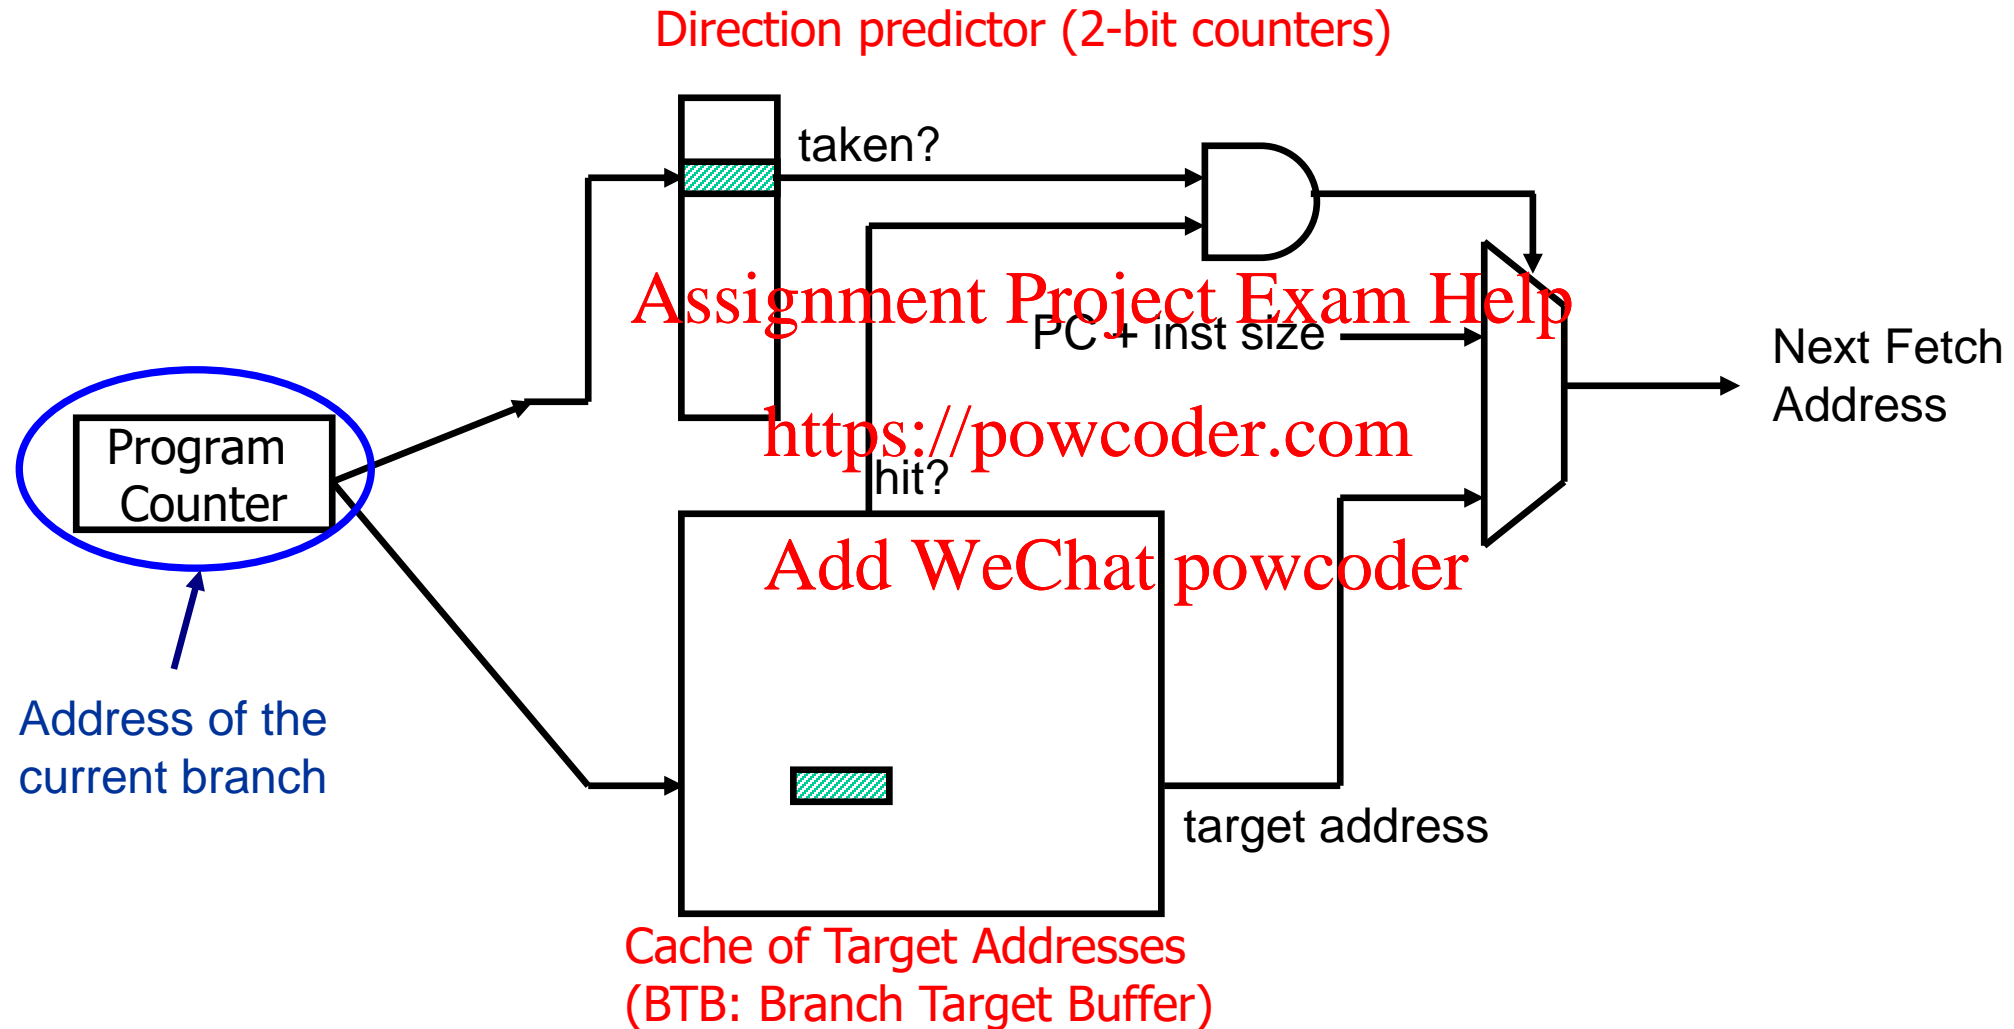 Direction predictor (2-bit counters)
taken?
Assignment Project Exam Help
PC + inst size
Next Fetch
Address
https://powcoder.com
Program
Counter
hit?
Add WeChat powcoder
Address of the
current branch
target address
Cache of Target Addresses
(BTB: Branch Target Buffer)